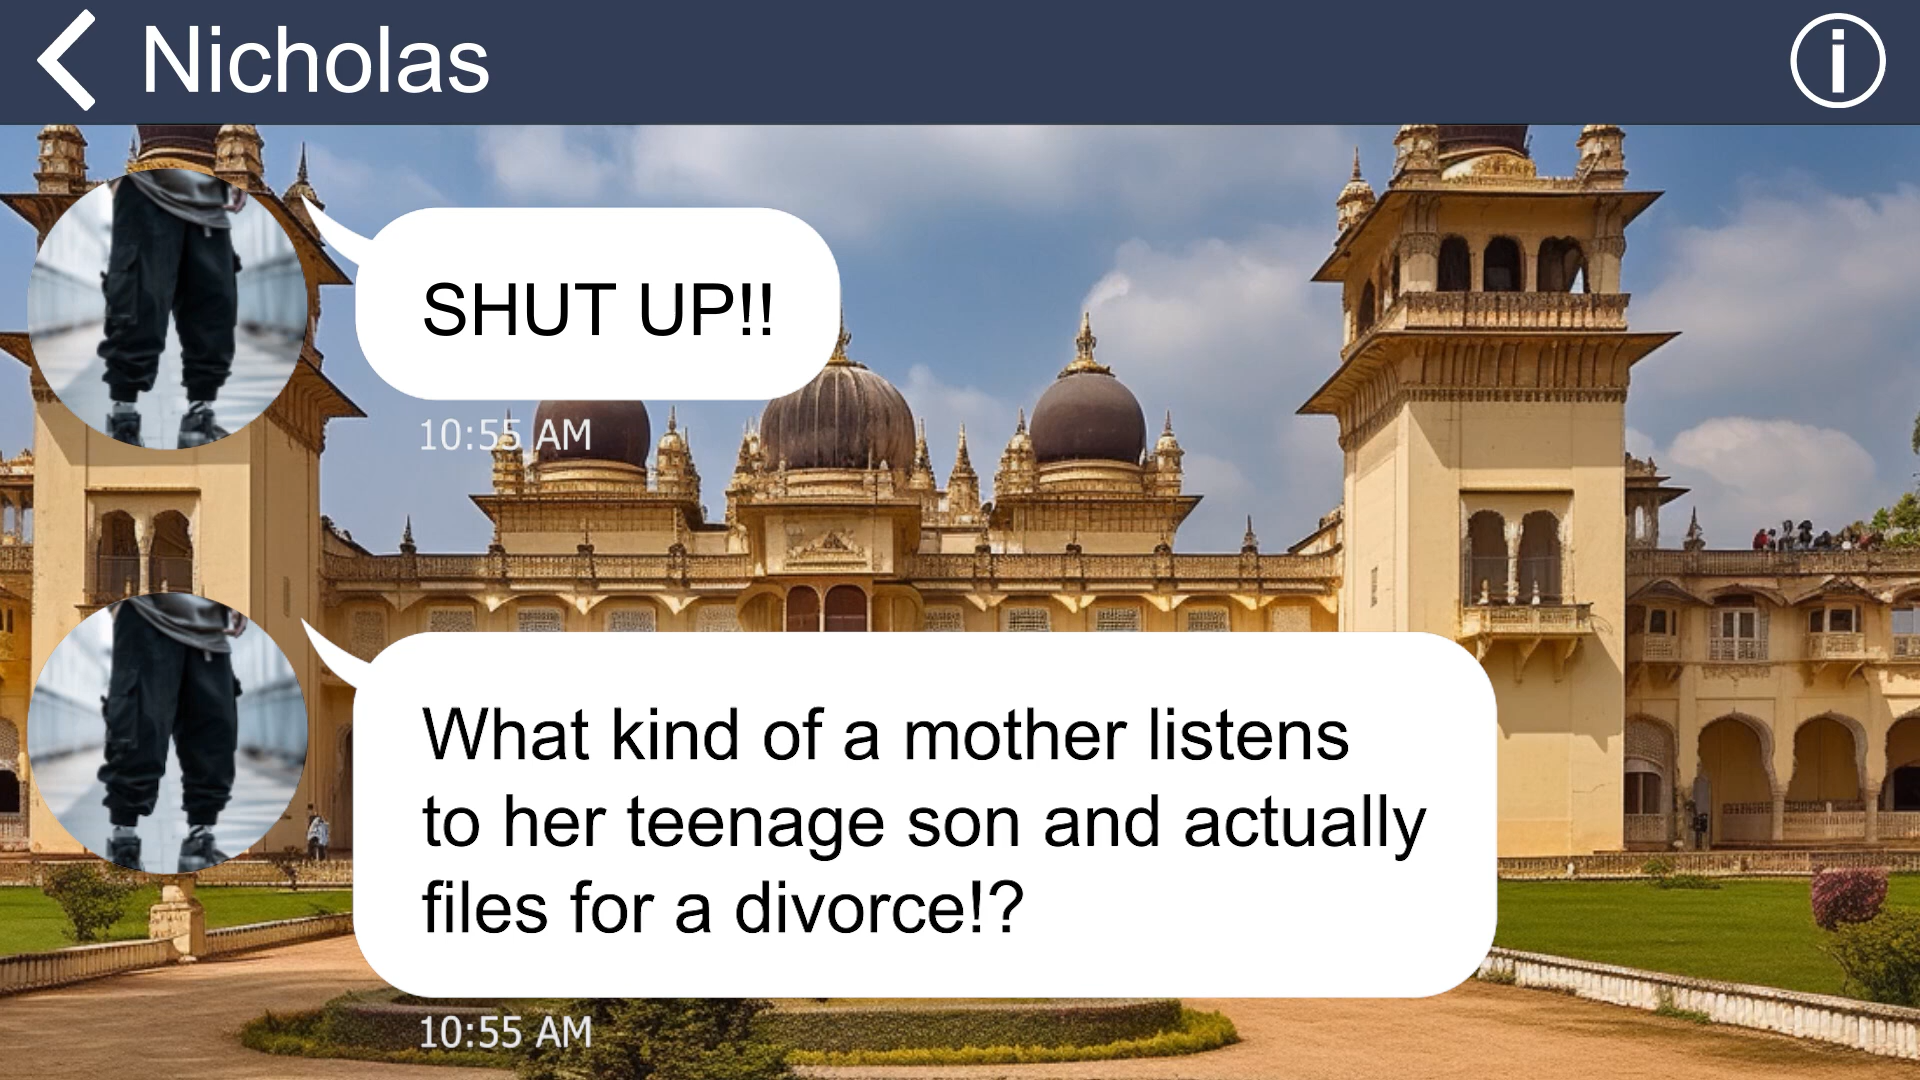 Nicholas
SHUT UP!!
10:55 AM
What kind of a mother listens
to her teenage son and actually
files for a divorce!?
10:55 AM